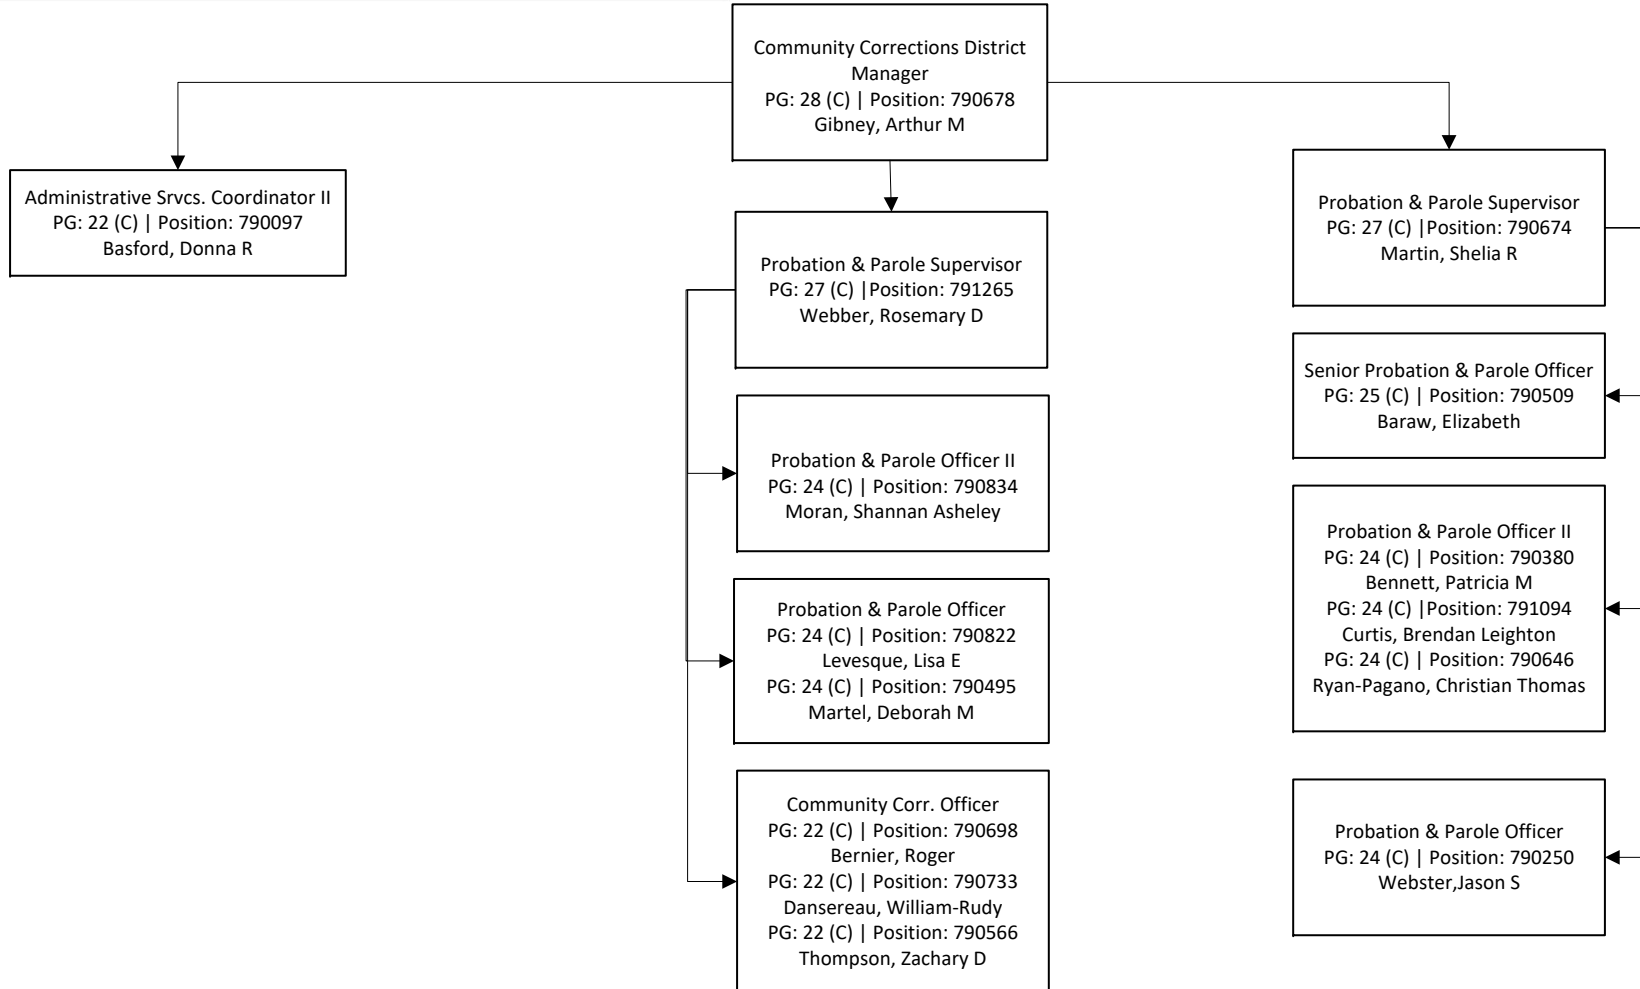 Community Corrections District
Manager
PG: 28 (C) | Position: 790678
Gibney, Arthur M
Administrative Srvcs. Coordinator II
PG: 22 (C) | Position: 790097
Basford, Donna R
Probation & Parole Supervisor
PG: 27 (C) |Position: 791265
Webber, Rosemary D
Probation & Parole Officer II
PG: 24 (C) | Position: 790834
Moran, Shannan Asheley
Probation & Parole Officer
PG: 24 (C) | Position: 790822
Levesque, Lisa E
PG: 24 (C) | Position: 790495
Martel, Deborah M
Community Corr. Officer
PG: 22 (C) | Position: 790698
Bernier, Roger
PG: 22 (C) | Position: 790733
Dansereau, William-Rudy
PG: 22 (C) | Position: 790566
Thompson, Zachary D
Probation & Parole Supervisor
PG: 27 (C) |Position: 790674
Martin, Shelia R
Senior Probation & Parole Officer
PG: 25 (C) | Position: 790509
Baraw, Elizabeth
Probation & Parole Officer II
PG: 24 (C) | Position: 790380
Bennett, Patricia M
PG: 24 (C) |Position: 791094
Curtis, Brendan Leighton
PG: 24 (C) | Position: 790646
Ryan-Pagano, Christian Thomas
Probation & Parole Officer
PG: 24 (C) | Position: 790250
Webster,Jason S